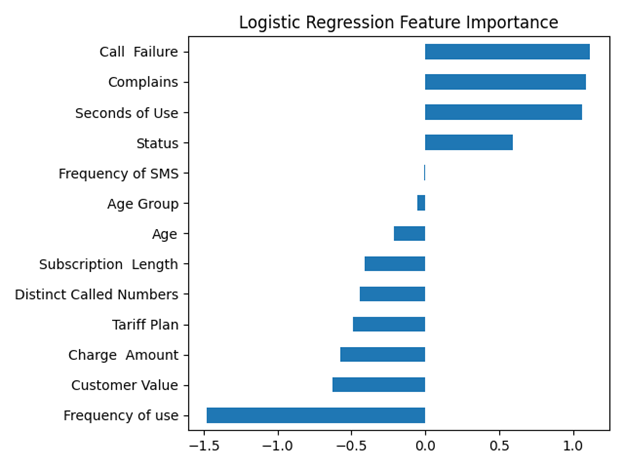 Logistic Regression Feature Importance
Call  Failure
Complains
Seconds of Use
Status
Frequency of SMS
Age Group
Age
Subscription  Length
Distinct Called Numbers
Tariff Plan
Charge  Amount
Customer Value
Frequency of use
−1.5 −1.0 −0.5 0.0 0.5 1.0